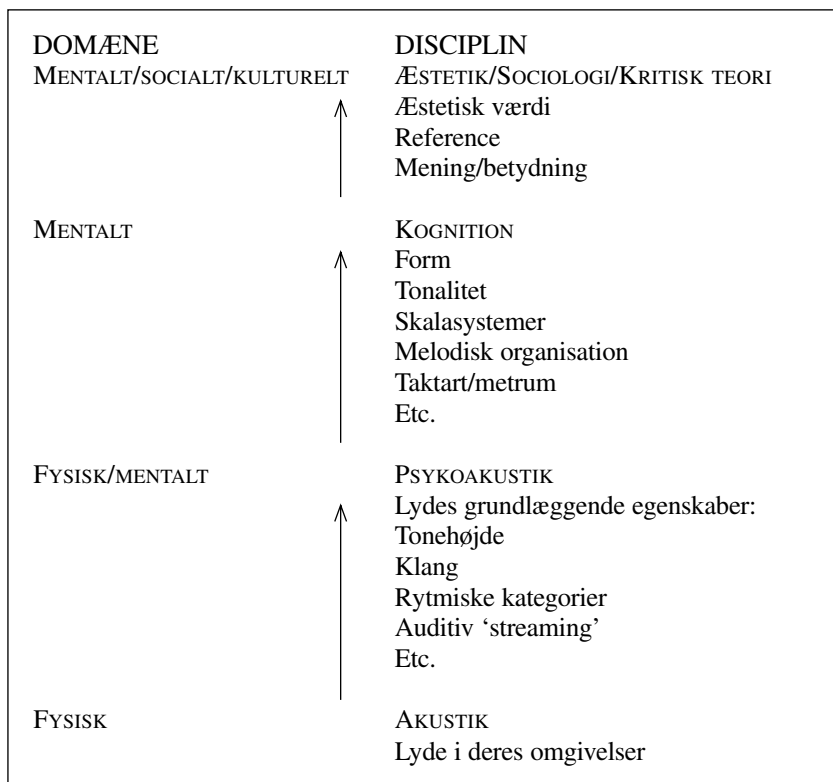 DOMÆNE DISCIPLIN
MENTALT/SOCIALT/KULTURELT ÆSTETIK/SOCIOLOGI/KRITISK TEORI
Æstetisk værdi
Reference
Mening/betydning
MENTALT KOGNITION
Form
Tonalitet
Skalasystemer
Melodisk organisation
Taktart/metrum
Etc.
FYSISK/MENTALT PSYKOAKUSTIK
Lydes grundlæggende egenskaber:
Tonehøjde
Klang
Rytmiske kategorier
Auditiv ‘streaming’
Etc.
FYSISK AKUSTIK
Lyde i deres omgivelser